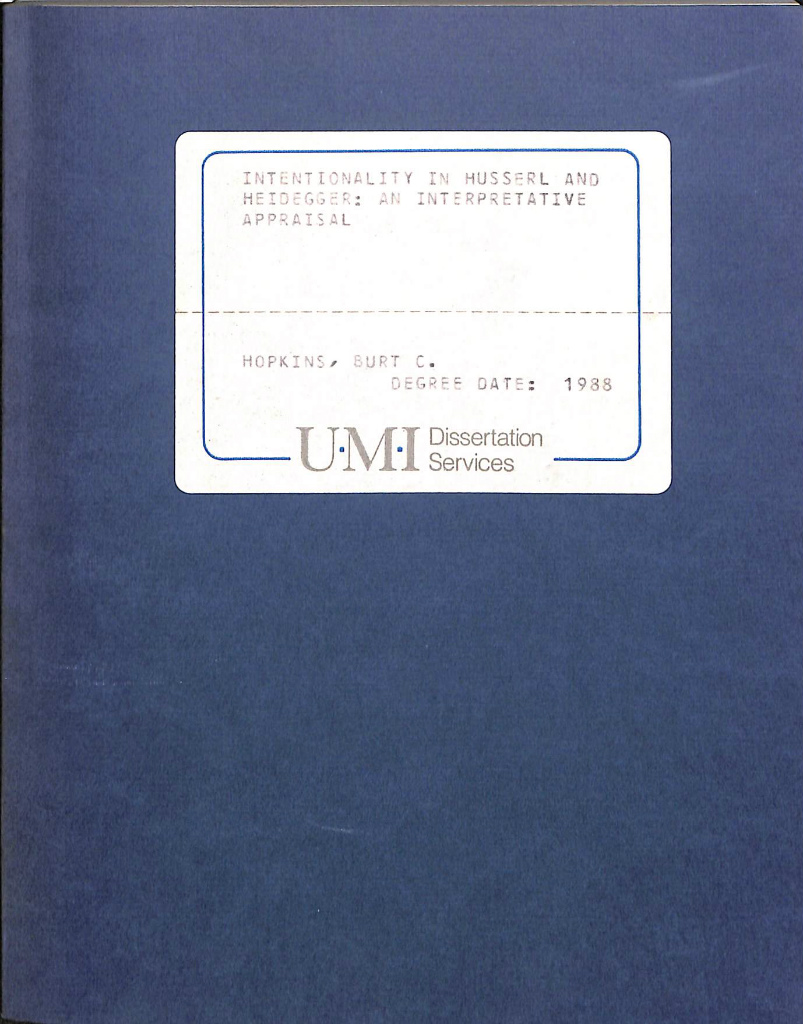 INTENTIONALITY IN HUSSERL AND
HEIDEGGER: AN INTERPRETATIVE
APPRAISAL
HOPKINS, BURT C.
DEGREE DATE: 1988
U·M·I Dissertation
Services